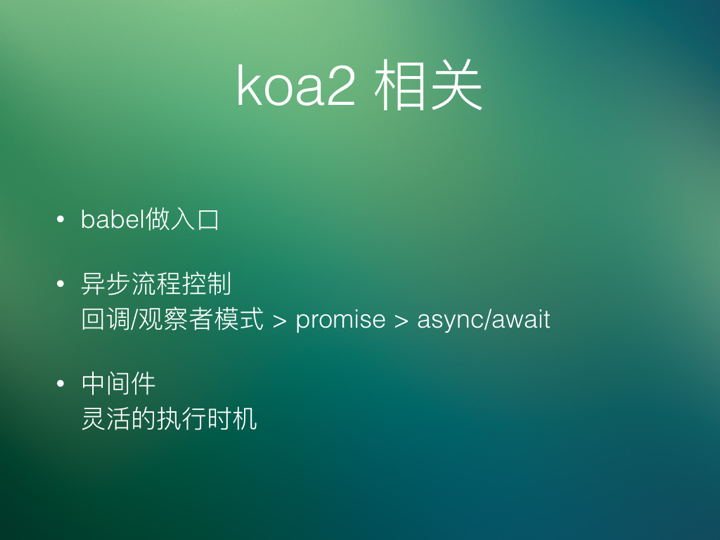 koa2 相关
• babel做入口
• 异步流程控制
回调/观察者模式 > promise > async/await
• 中间件
灵活的执行时机